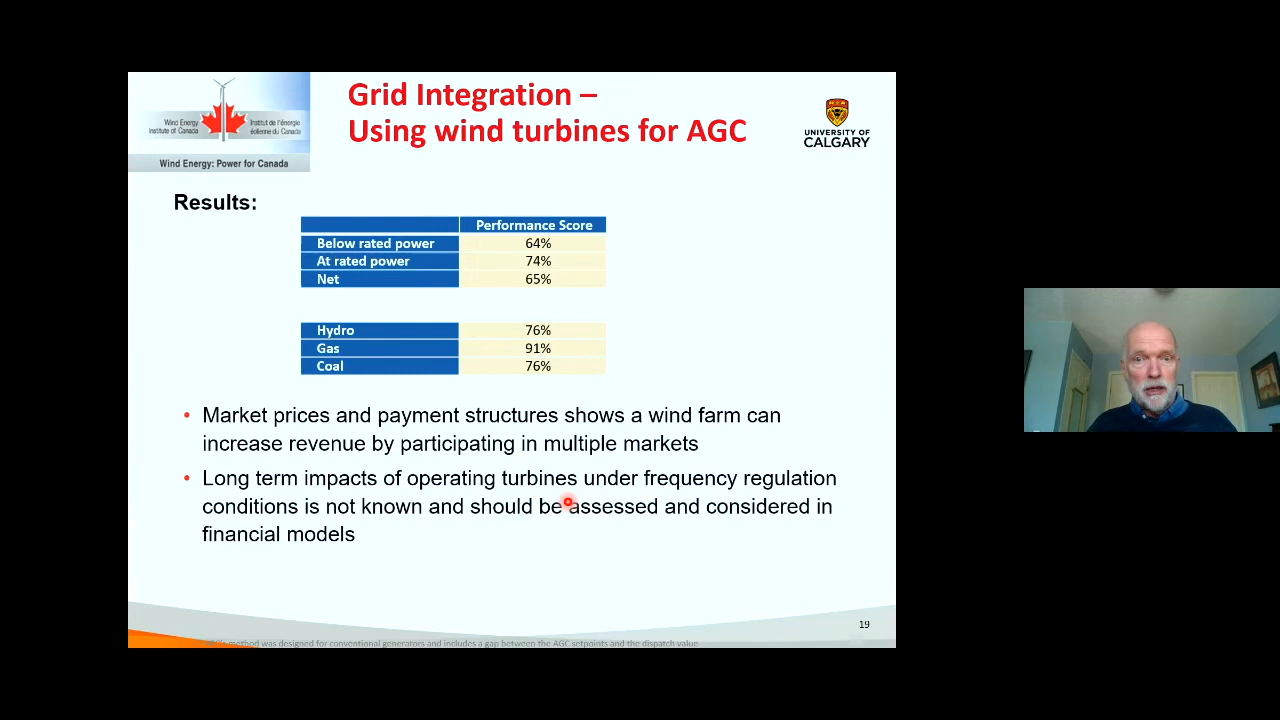 Wind Energy
Institute of Canada
Institut de l'énergie
éolienne du Canada
Wind Energy: Power for Canada
Grid Integration –
Using wind turbines for AGC
UNIVERSITY OF
CALGARY
Results:
Performance Score
Below rated power 64%
At rated power 74%
Net 65%
Hydro 76%
Gas 91%
Coal 76%
• Market prices and payment structures shows a wind farm can
increase revenue by participating in multiple markets
• Long term impacts of operating turbines under frequency regulation
conditions is not known and should be assessed and considered in
financial models
19
method was designed for conventional generators and includes a gap between the AGC setpoints and the dispatch value